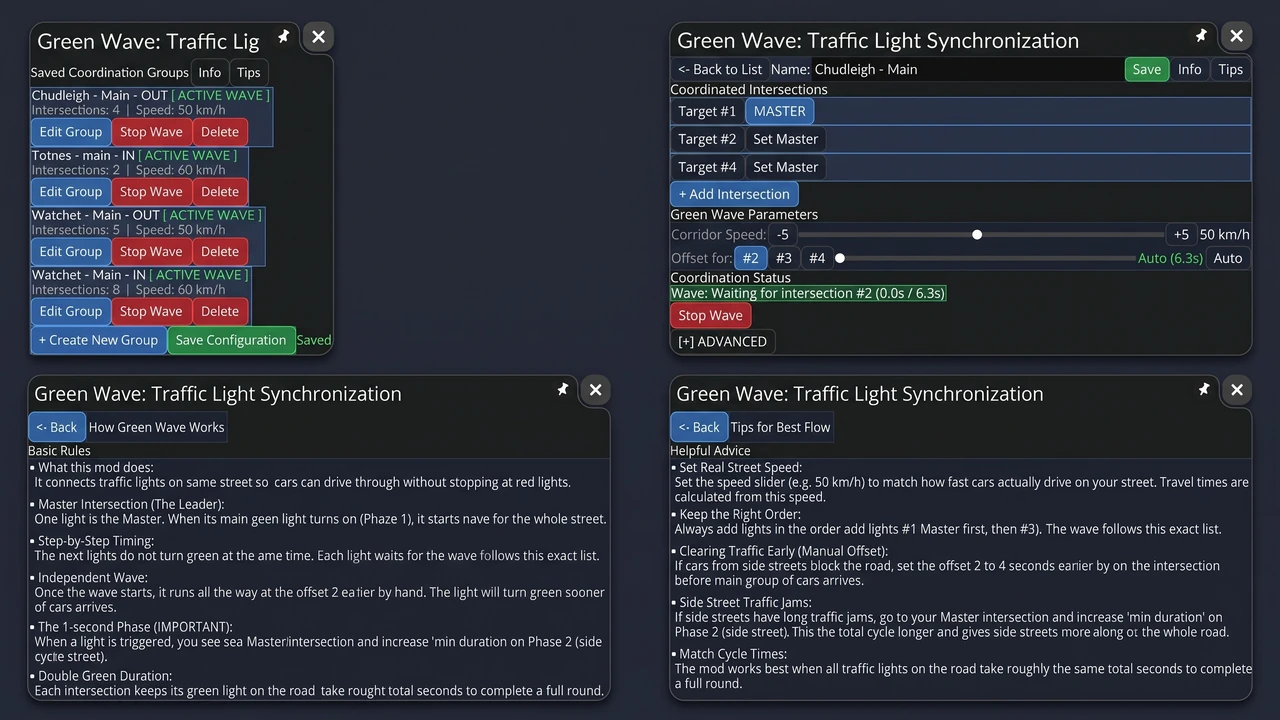 Green Wave: Traffic Lig
Saved Coordination Groups Info Tips
Chudleigh - Main - OUT [ ACTIVE WAVE ]
Intersections: 4 | Speed: 50 km/h
Edit Group Stop Wave Delete
Totnes - main - IN [ ACTIVE WAVE ]
Intersections: 2 | Speed: 60 km/h
Edit Group Stop Wave Delete
Watchet - Main - OUT [ ACTIVE WAVE ]
Intersections: 5 | Speed: 50 km/h
Edit Group Stop Wave Delete
Watchet - Main - IN [ ACTIVE WAVE ]
Intersections: 8 | Speed: 60 km/h
Edit Group Stop Wave Delete
+ Create New Group Save Configuration Saved
Green Wave: Traffic Light Synchronization
<- Back to List Name: Chudleigh - Main Save Info Tips
Coordinated Intersections
Target #1 MASTER
Target #2 Set Master
Target #4 Set Master
+ Add Intersection
Green Wave Parameters
Corridor Speed: -5 +5 50 km/h
Offset for: #2 #3 #4 Auto (6.3s) Auto
Coordination Status
Wave: Waiting for intersection #2 (0.0s / 6.3s)
Stop Wave
[+] ADVANCED
Green Wave: Traffic Light Synchronization
<- Back How Green Wave Works
Basic Rules
▪ What this mod does:
It connects traffic lights on same street so cars can drive through without stopping at red lights.
▪ Master Intersection (The Leader):
One light is the Master. When its main geen light turns on (Phaze 1), it starts nave for the whole street.
▪ Step-by-Step Timing:
The next lights do not turn green at the ame time. Each light waits for the wave follows this exact list.
▪ Independent Wave:
Once the wave starts, it runs all the way at the offset 2 eatier by hand. The light will turn green sooner
of cars arrives.
▪ The 1-second Phase (IMPORTANT):
When a light is triggered, you see sea Master/intersection and increase 'min duration on Phase 2 (side
cycle street).
▪ Double Green Duration:
Each intersection keeps its green light on the road take rought total seconds to complete a full round.
Green Wave: Traffic Light Synchronization
<- Back Tips for Best Flow
Helpful Advice
▪ Set Real Street Speed:
Set the speed slider (e.g. 50 km/h) to match how fast cars actually drive on your street. Travel times are
calculated from this speed.
▪ Keep the Right Order:
Always add lights in the order add lights #1 Master first, then #3). The wave follows this exact list.
▪ Clearing Traffic Early (Manual Offset):
If cars from side streets block the road, set the offset 2 to 4 seconds earlier by on the intersection
before main group of cars arrives.
▪ Side Street Traffic Jams:
If side streets have long traffic jams, go to your Master intersection and increase 'min duration' on
Phase 2 (side street). This the total cycle longer and gives side streets more along ot the whole road.
▪ Match Cycle Times:
The mod works best when all traffic lights on the road take roughly the same total seconds to complete
a full round.